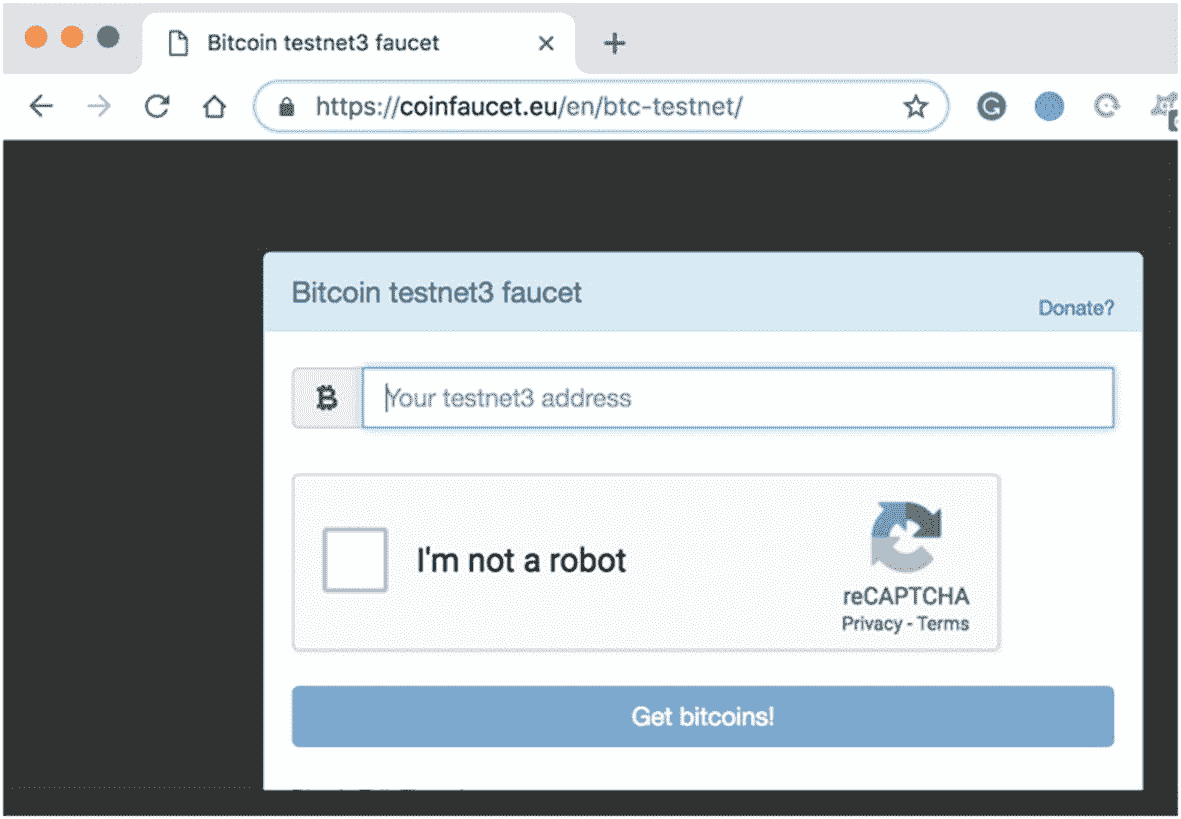 Bitcoin testnet3 faucet
https://coinfaucet.eu/en/btc-testnet/
Bitcoin testnet3 faucet
Donate?
Your testnet3 address
I'm not a robot
reCAPTCHA
Privacy - Terms
Get bitcoins!